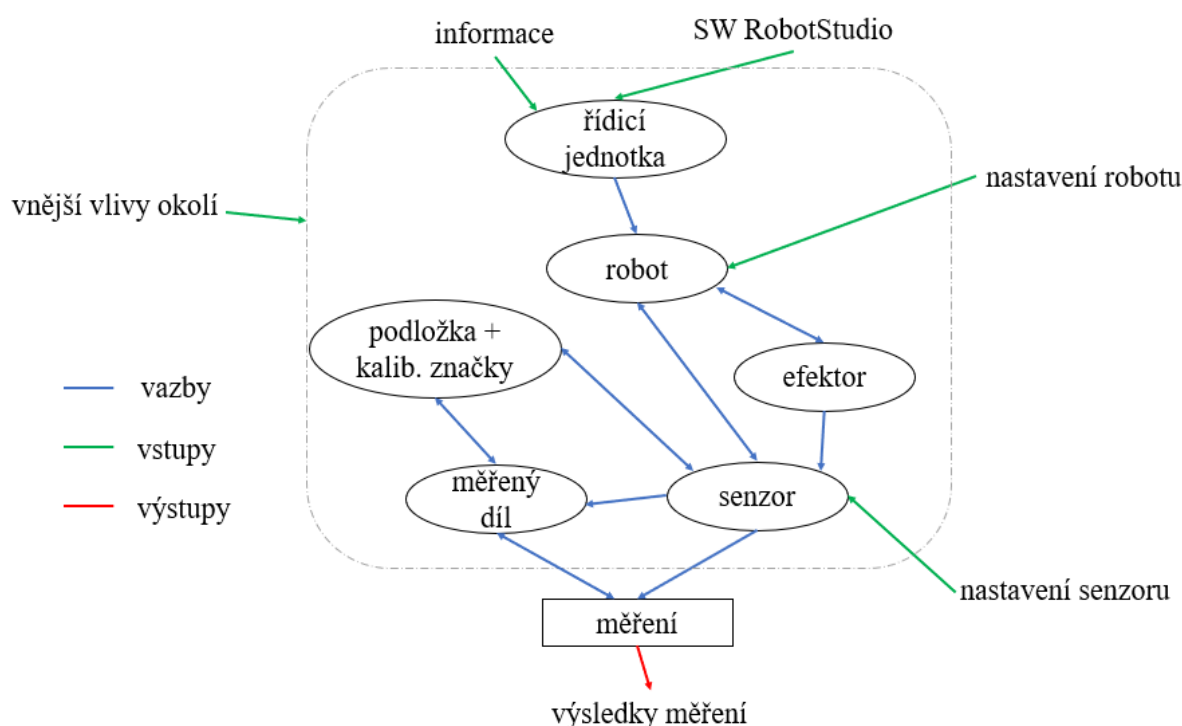 informace
SW RobotStudio
řídicí
jednotka
nastavení robotu
vnější vlivy okolí
robot
podložka +
kalib. značky
efektor
vazby
vstupy
výstupy
měřený
díl
senzor
nastavení senzoru
měření
výsledky měření